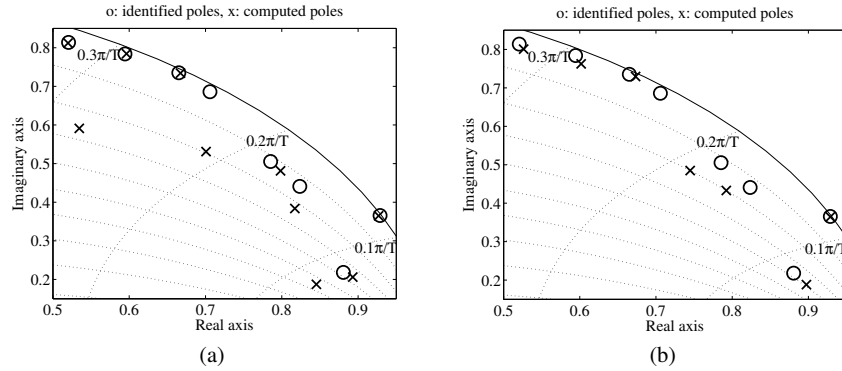 o: identified poles, x: computed poles
0.8
0.7
0.6
0.5
0.4
0.3
0.2
Imaginary axis
0.3π/T
0.2π/T
0.1π/T
0.5 0.6 0.7 0.8 0.9
Real axis
(a)
o: identified poles, x: computed poles
0.8
0.7
0.6
0.5
0.4
0.3
0.2
Imaginary axis
0.3π/T
0.2π/T
0.1π/T
0.5 0.6 0.7 0.8 0.9
Real axis
(b)